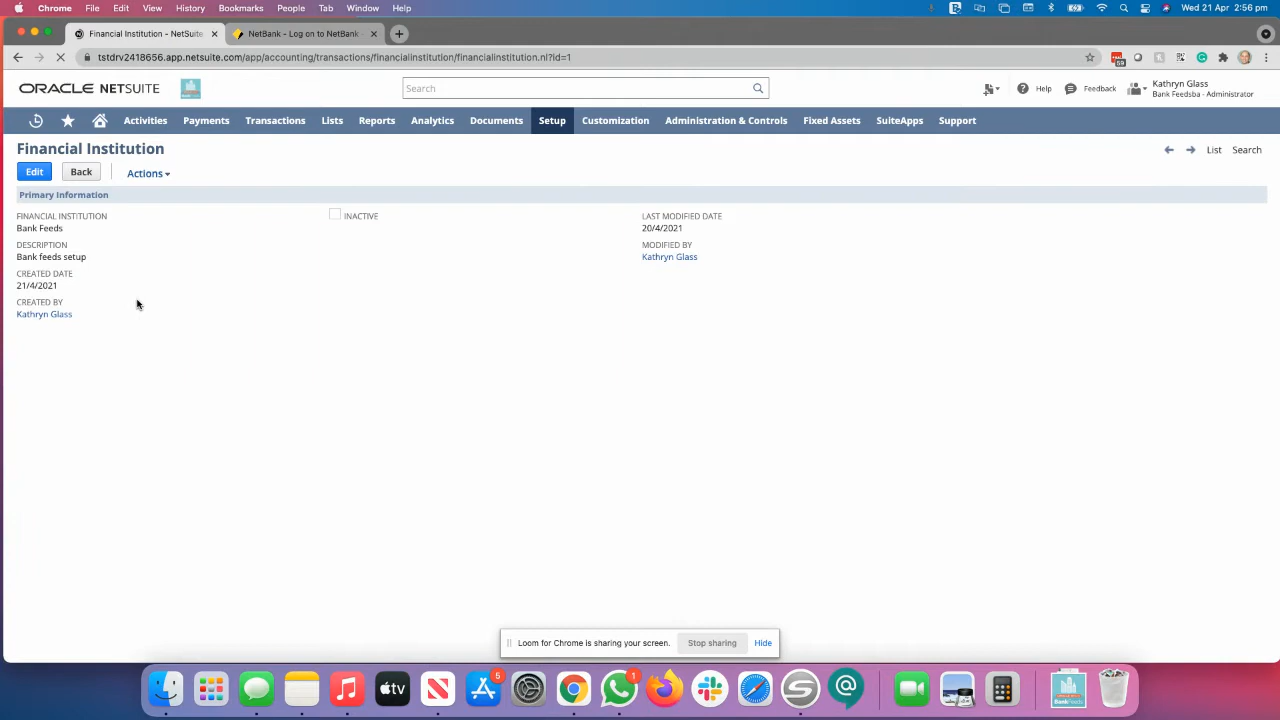 Chrome File Edit View History Bookmarks People Tab Window Help Wed 21 Apr 2:56 pm
Financial Institution - NetSuite NetBank - Log on to NetBank -
tstdrv2418656.app.netsuite.com/app/accounting/transactions/financialinstitution/financialinstitution.nl?id=1
59
ORACLE NETSUITE
Search
Help
Feedback
Kathryn Glass
Bank Feedsba - Administrator
Activities Payments Transactions Lists Reports Analytics Documents Setup Customization Administration & Controls Fixed Assets SuiteApps Support
Financial Institution
List Search
Edit Back Actions
Primary Information
FINANCIAL INSTITUTION
Bank Feeds
DESCRIPTION
Bank feeds setup
CREATED DATE
21/4/2021
CREATED BY
Kathryn Glass
INACTIVE
LAST MODIFIED DATE
20/4/2021
MODIFIED BY
Kathryn Glass
Loom for Chrome is sharing your screen. Stop sharing Hide
tv
5
1
BankFeeds